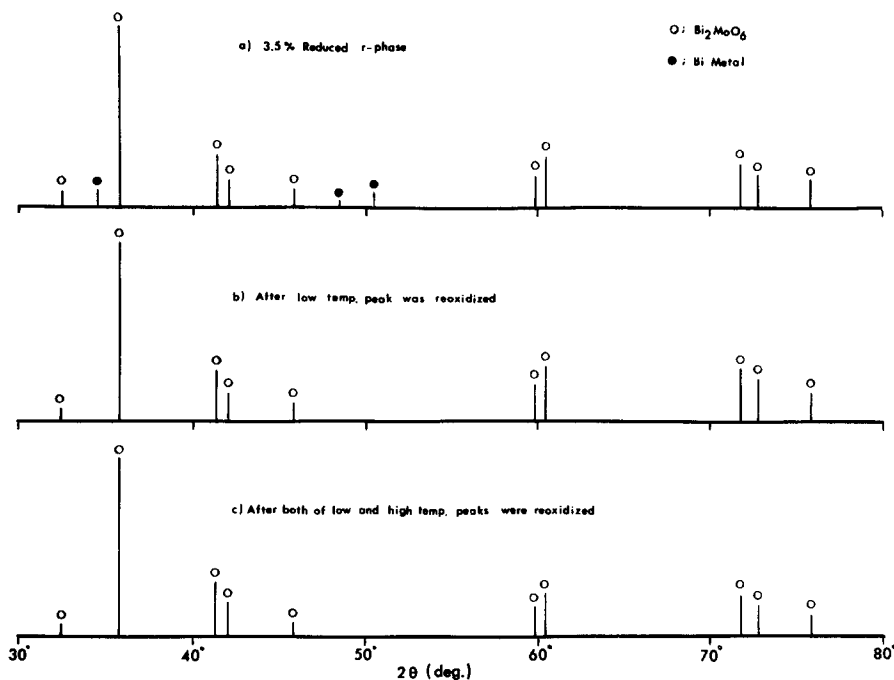 a) 3.5% Reduced r-phase
O; Bi2MoO6
●; Bi Metal
b) After low temp, peak was reoxidized
c) After both of low and high temp, peaks were reoxidized
30° 40° 50° 60° 70° 80°
2θ (deg.)